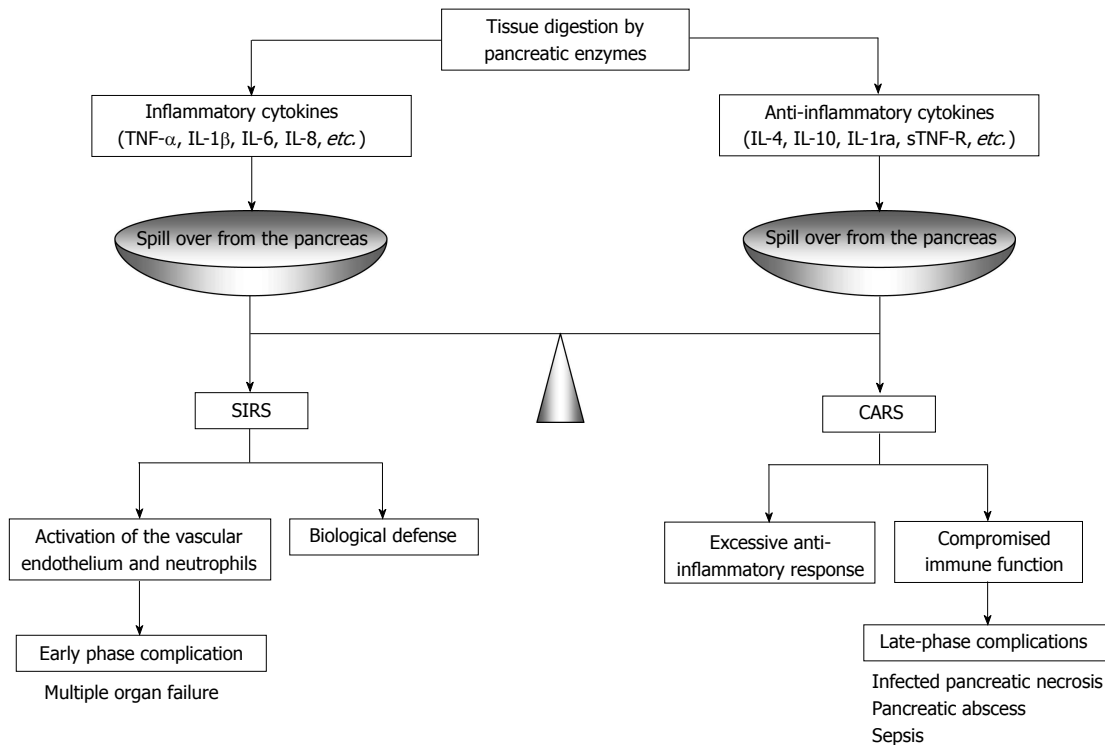 Tissue digestion by
pancreatic enzymes
Inflammatory cytokines
(TNF-α, IL-1β, IL-6, IL-8, etc.)
Anti-inflammatory cytokines
(IL-4, IL-10, IL-1ra, sTNF-R, etc.)
Spill over from the pancreas
Spill over from the pancreas
SIRS
CARS
Activation of the vascular
endothelium and neutrophils
Biological defense
Excessive anti-
inflammatory response
Compromised
immune function
Early phase complication
Multiple organ failure
Late-phase complications
Infected pancreatic necrosis
Pancreatic abscess
Sepsis